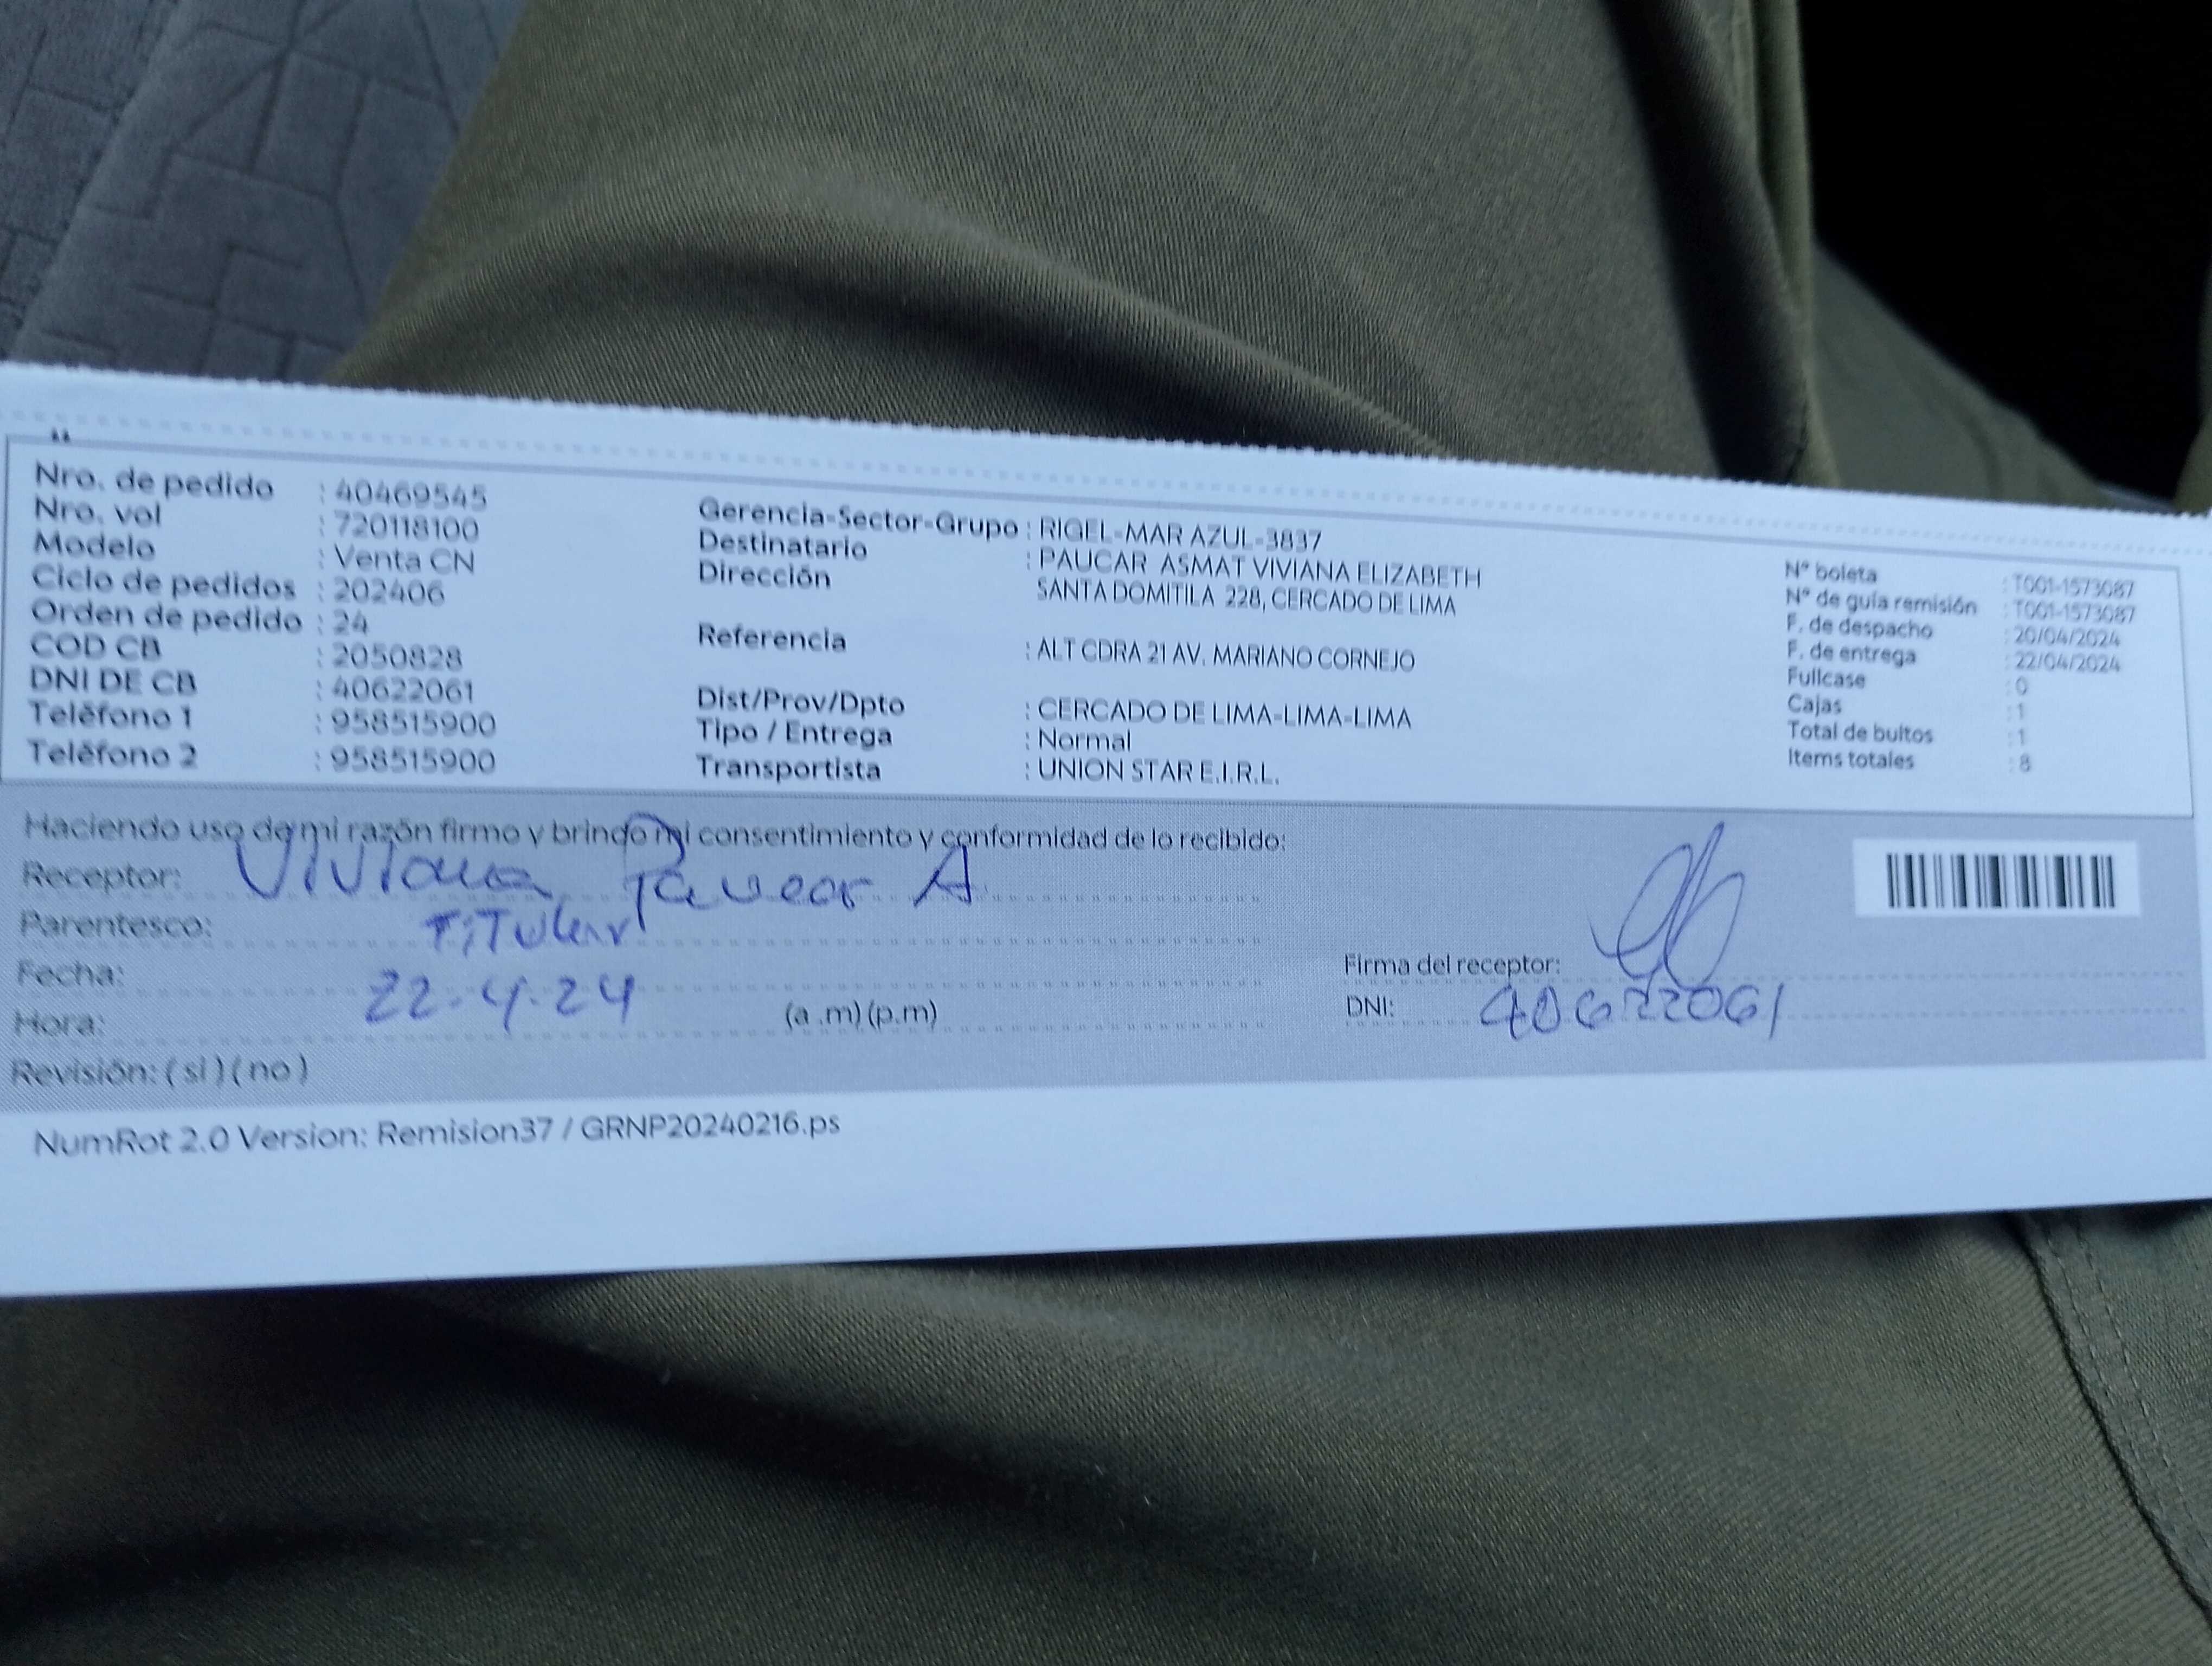 Nro. de pedido : 40469545
Nro. vol : 720118100
Modelo : Venta CN
Ciclo de pedidos : 202406
Orden de pedido : 24
COD CB : 2050828
DNI DE CB : 40622061
Teléfono 1 : 958515900
Teléfono 2 : 958515900
Gerencia-Sector-Grupo : RIGEL-MAR AZUL-3837
Destinatario : PAUCAR ASMAT VIVIANA ELIZABETH
Dirección SANTA DOMITILA 228, CERCADO DE LIMA
Referencia : ALT CDRA 21 AV. MARIANO CORNEJO
Dist/Prov/Dpto : CERCADO DE LIMA-LIMA-LIMA
Tipo / Entrega : Normal
Transportista : UNION STAR E.I.R.L.
N° boleta : T001-1573087
N° de guía remisión : T001-1573087
F. de despacho : 20/04/2024
F. de entrega : 22/04/2024
Fullcase : 0
Cajas : 1
Total de bultos : 1
Items totales : 8
Haciendo uso de mi razón firmo y brindo mi consentimiento y conformidad de lo recibido:
Receptor: Viviana Paucar A.
Parentesco: Titular
Fecha: 22-4-24
Hora: (a .m) (p.m)
Revisión: ( si ) ( no )
Firma del receptor:
DNI: 40622061
NumRot 2.0 Version: Remision37 / GRNP20240216.ps